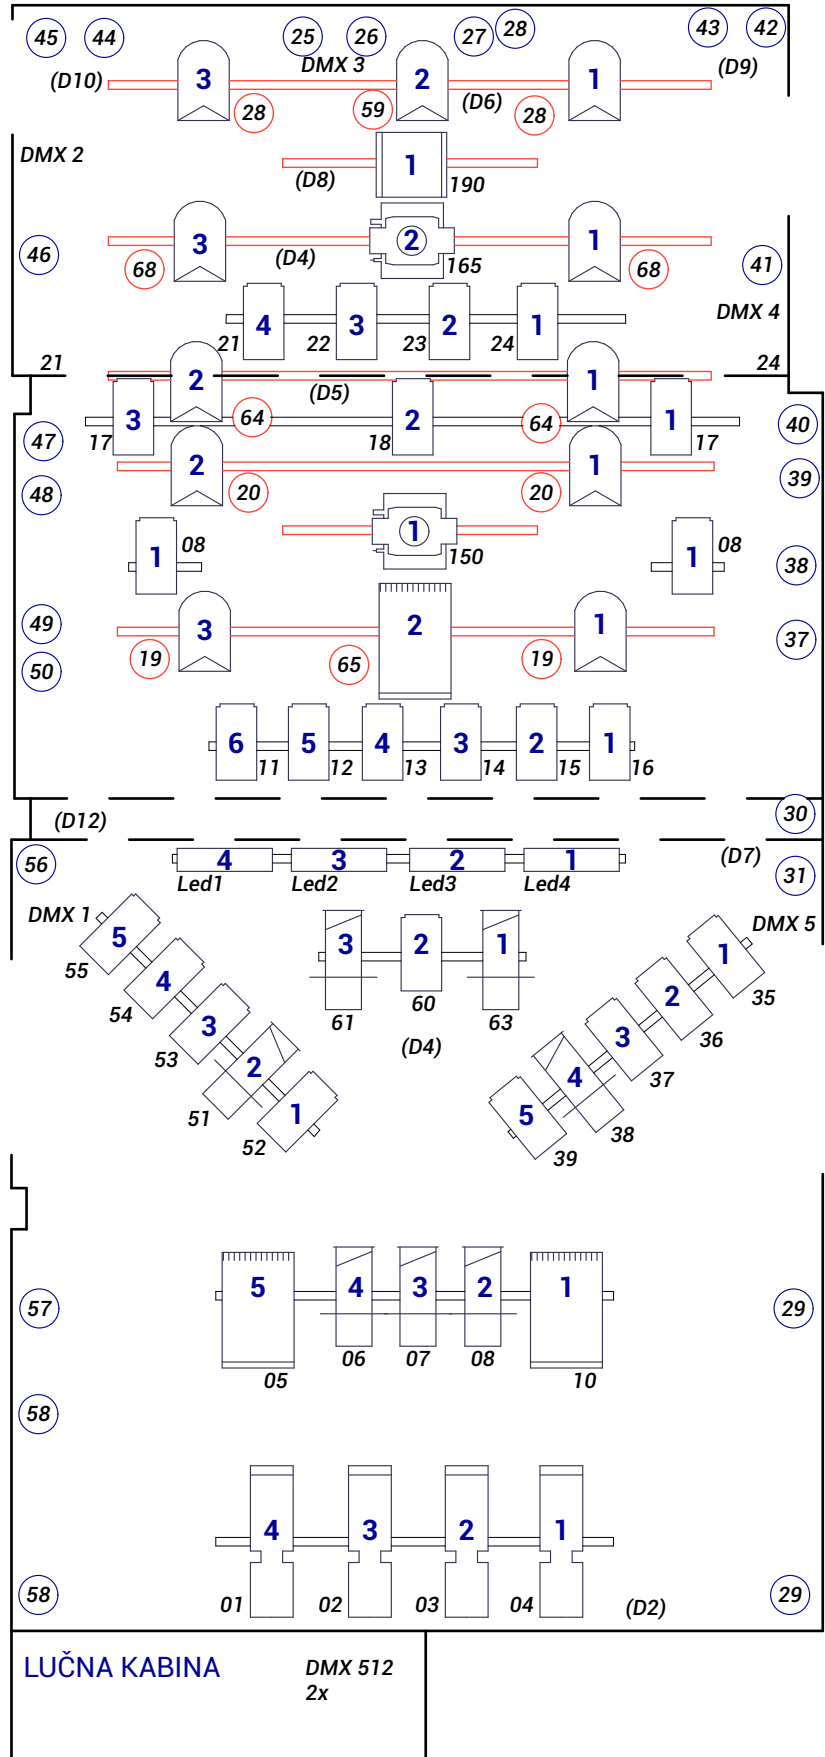 45 44 25 26 27 28 43 42
(D10) DMX 3 (D9)
3 2 1
28 59 (D6) 28
DMX 2
1
(D8) 190
46 3 2 1 41
68 (D4) 165 68
DMX 4
4 3 2 1
21 22 23 24
21 24
2 (D5) 1
47 3 64 2 64 1 40
17 18 17
48 2 20 20 1 39
1 08 1 150 1 08 38
49 3 2 1 37
50 19 65 19
6 5 4 3 2 1
11 12 13 14 15 16
(D12) 30
56 4 3 2 1 (D7)
Led1 Led2 Led3 Led4 31
DMX 1 DMX 5
5 3 2 1 1
55 4 2 35
54 3 61 60 63 3 36
53 2 (D4) 4 37
51 1 5 38
52 39
57 5 4 3 2 1 29
05 06 07 08 10
58
4 3 2 1
58 01 02 03 04 (D2) 29
LUČNA KABINA DMX 512
2x